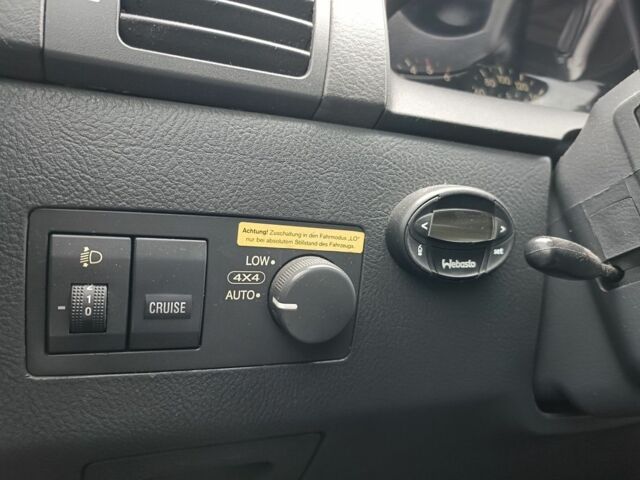 Achtung! Zuschaltung in den Fahrmodus „LO"
nur bei absolutem Stillstand des Fahrzeugs.
LOW
4X4
AUTO
CRUISE
1
0
< >
Webasto